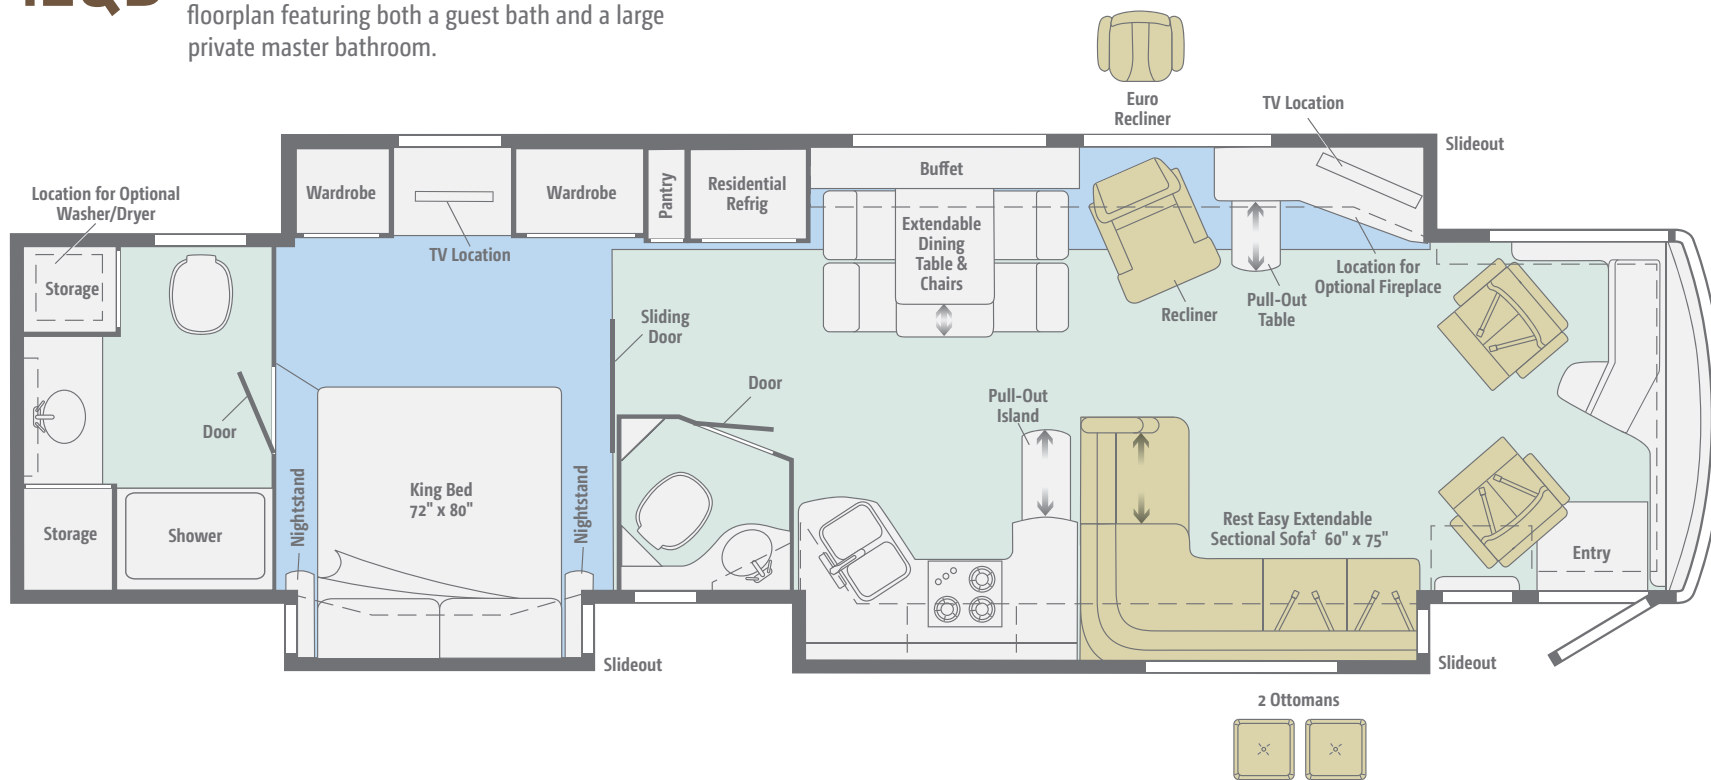 floorplan featuring both a guest bath and a large
private master bathroom.
Euro
Recliner
TV Location
Slideout
Location for Optional
Washer/Dryer
Wardrobe
TV Location
Wardrobe
Pantry
Residential
Refrig
Buffet
Extendable
Dining
Table &
Chairs
Recliner
Pull-Out
Table
Location for
Optional Fireplace
Storage
Door
Sliding
Door
Door
Pull-Out
Island
Nightstand
King Bed
72" x 80"
Nightstand
Storage
Shower
Rest Easy Extendable
Sectional Sofa† 60" x 75"
Entry
Slideout
Slideout
2 Ottomans